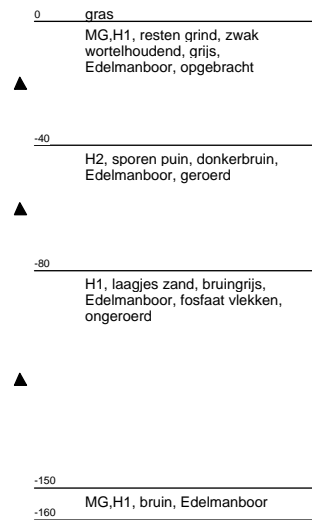 0 gras
MG,H1, resten grind, zwak
wortelhoudend, grijs,
Edelmanboor, opgebracht
-40
H2, sporen puin, donkerbruin,
Edelmanboor, geroerd
-80
H1, laagjes zand, bruingrijs,
Edelmanboor, fosfaat vlekken,
ongeroerd
-150
MG,H1, bruin, Edelmanboor
-160